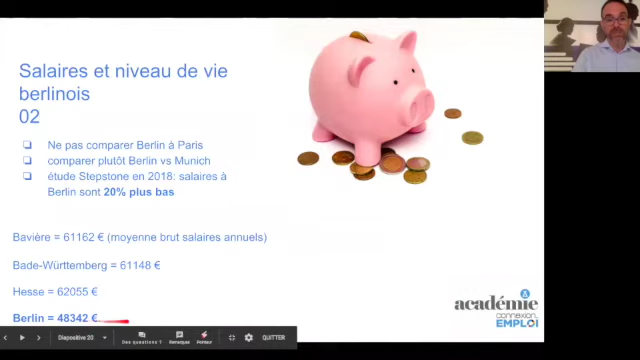 Salaires et niveau de vie
berlinois
02
Ne pas comparer Berlin à Paris
comparer plutôt Berlin vs Munich
étude Stepstone en 2018: salaires à
Berlin sont 20% plus bas
Bavière = 61162 € (moyenne brut salaires annuels)
Bade-Württemberg = 61148 €
Hesse = 62055 €
Berlin = 48342 €
académie
connexion
EMPLOI
Diapositive 20
Des questions ?
Remarques
Pointeur
QUITTER